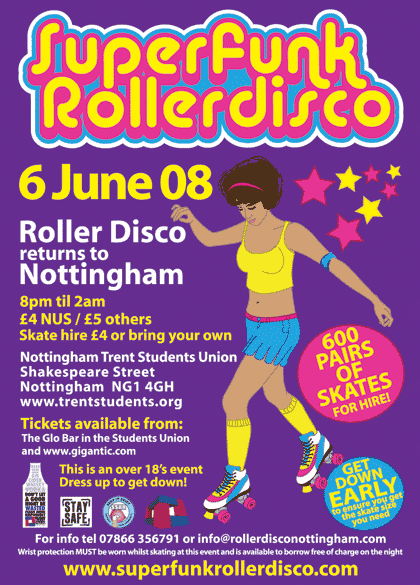 Superfunk
Rollerdisco
6 June 08
Roller Disco
returns to
Nottingham
8pm til 2am
£4 NUS / £5 others
Skate hire £4 or bring your own
Nottingham Trent Students Union
Shakespeare Street
Nottingham NG1 4GH
www.trentstudents.org
600
PAIRS
OF
SKATES
FOR HIRE!
Tickets available from:
The Glo Bar in the Students Union
and www.gigantic.com
This is an over 18's event
Dress up to get down!
DON'T LET
A GOOD
NIGHT BE
WASTED
STAY
SAFE
GET
DOWN
EARLY
to ensure you get
the skate size
you need
For info tel 07866 356791 or info@rollerdisconottingham.com
Wrist protection MUST be worn whilst skating at this event and is available to borrow free of charge on the night
www.superfunkrollerdisco.com